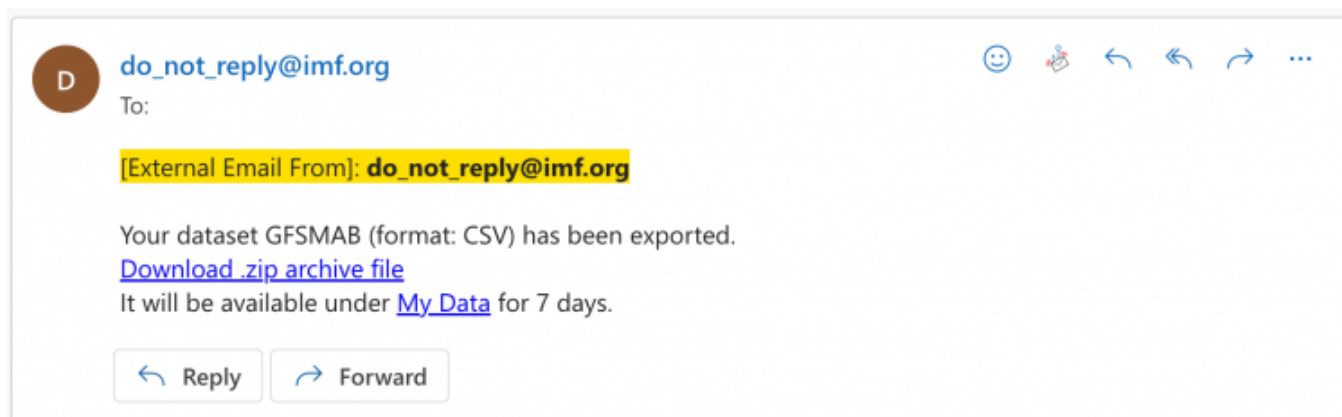 D
do_not_reply@imf.org
To:
[External Email From]: do_not_reply@imf.org
Your dataset GFSMAB (format: CSV) has been exported.
Download .zip archive file
It will be available under My Data for 7 days.
Reply
Forward